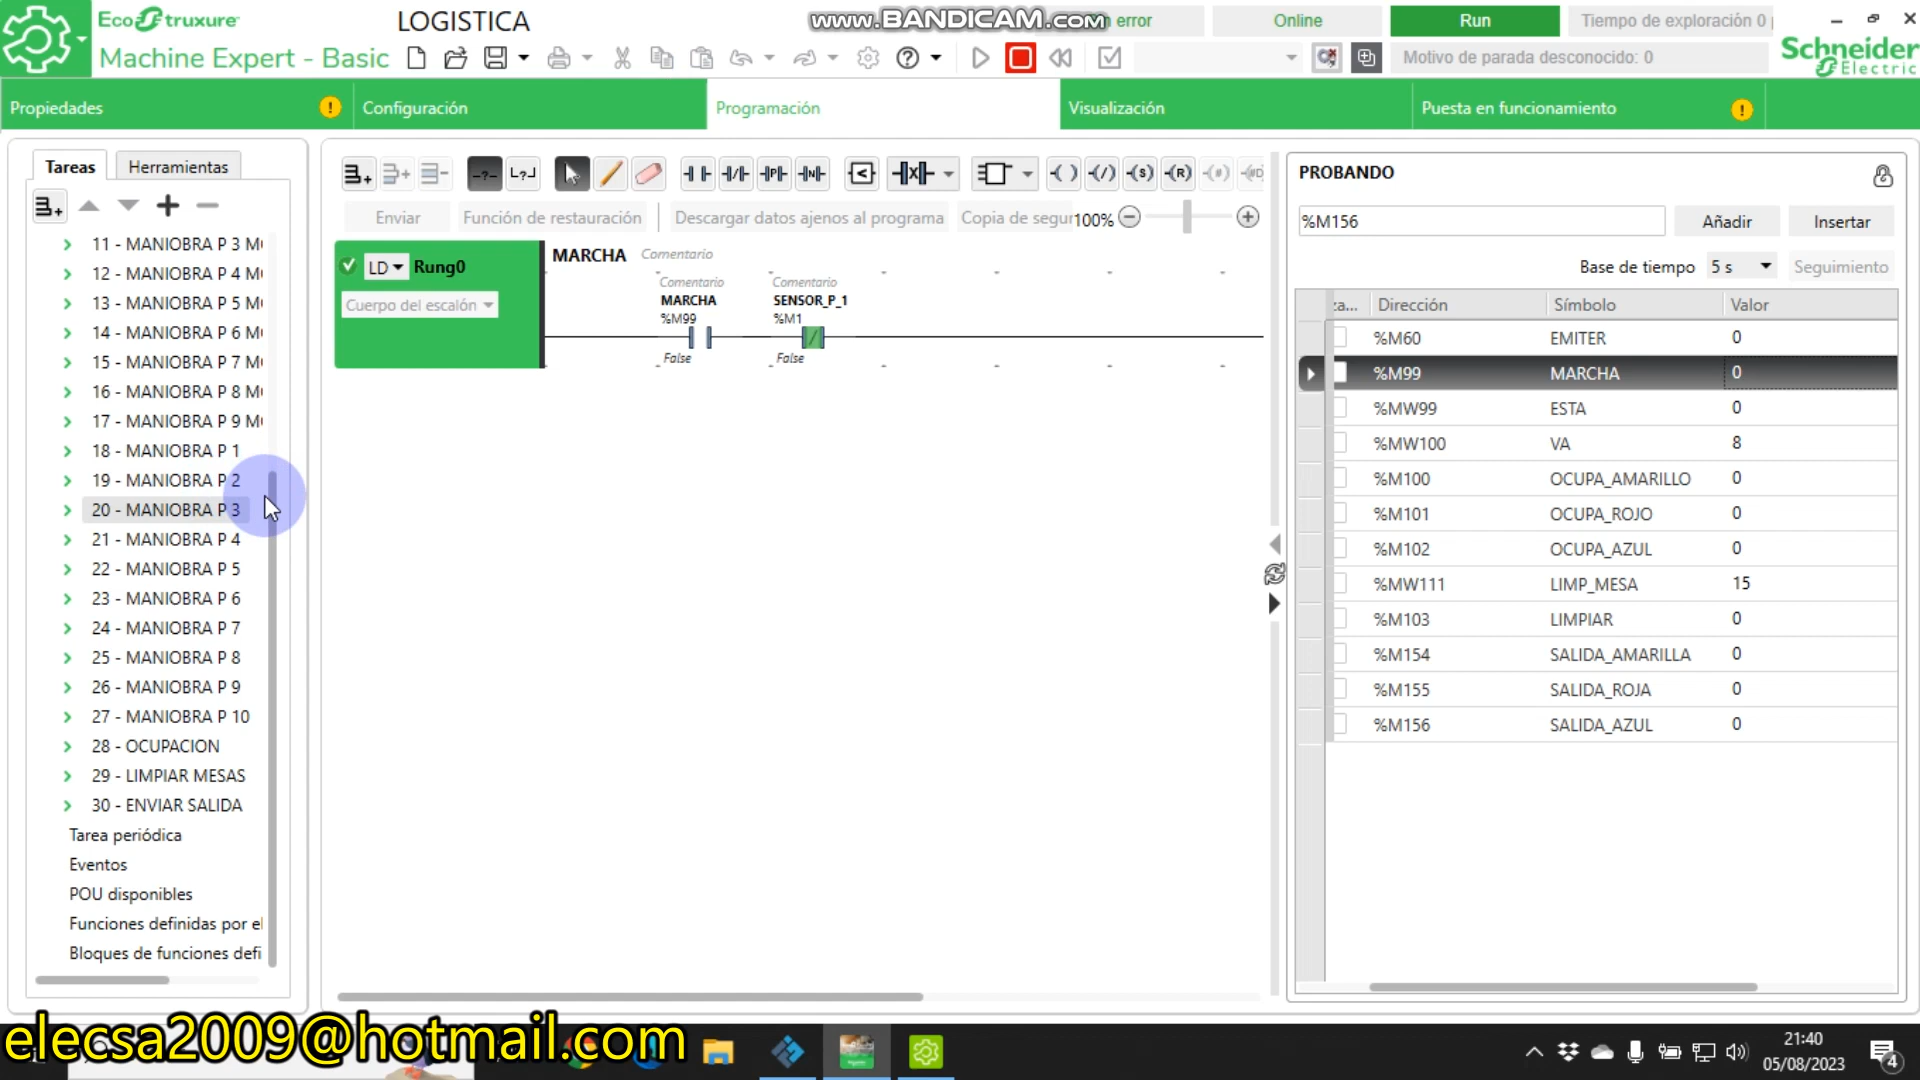 EcoStruxure
Machine Expert - Basic
LOGISTICA
www.BANDICAM.com
error
Online
Run
Tiempo de exploración 0
Motivo de parada desconocido: 0
Schneider
Electric
Propiedades
Configuración
Programación
Visualización
Puesta en funcionamiento
Tareas
Herramientas
11 - MANIOBRA P 3
12 - MANIOBRA P 4
13 - MANIOBRA P 5
14 - MANIOBRA P 6
15 - MANIOBRA P 7
16 - MANIOBRA P 8
17 - MANIOBRA P 9
18 - MANIOBRA P 1
19 - MANIOBRA P 2
20 - MANIOBRA P 3
21 - MANIOBRA P 4
22 - MANIOBRA P 5
23 - MANIOBRA P 6
24 - MANIOBRA P 7
25 - MANIOBRA P 8
26 - MANIOBRA P 9
27 - MANIOBRA P 10
28 - OCUPACION
29 - LIMPIAR MESAS
30 - ENVIAR SALIDA
Tarea periódica
Eventos
POU disponibles
Funciones definidas por
Bloques de funciones
Enviar
Función de restauración
Descargar datos ajenos al programa
Copia de
100%
LD
Rung0
Cuerpo del escalón
MARCHA
Comentario
Comentario
Comentario
MARCHA
SENSOR_P_1
%M99
%M1
False
False
PROBANDO
%M156
Añadir
Insertar
Base de tiempo
5 s
Seguimiento
Dirección Símbolo Valor
%M60 EMITER 0
%M99 MARCHA 0
%MW99 ESTA 0
%MW100 VA 8
%M100 OCUPA_AMARILLO 0
%M101 OCUPA_ROJO 0
%M102 OCUPA_AZUL 0
%MW111 LIMP_MESA 15
%M103 LIMPIAR 0
%M154 SALIDA_AMARILLA 0
%M155 SALIDA_ROJA 0
%M156 SALIDA_AZUL 0
elecsa2009@hotmail.com
21:40
05/08/2023
4